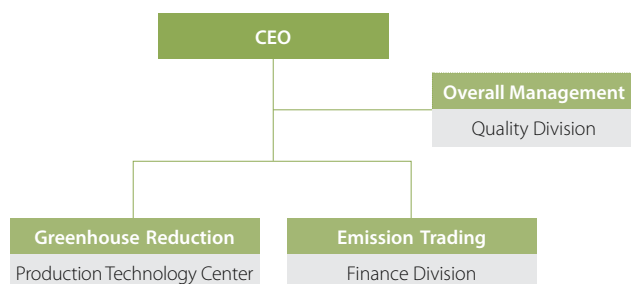 CEO
Overall Management
Quality Division
Greenhouse Reduction
Production Technology Center
Emission Trading
Finance Division